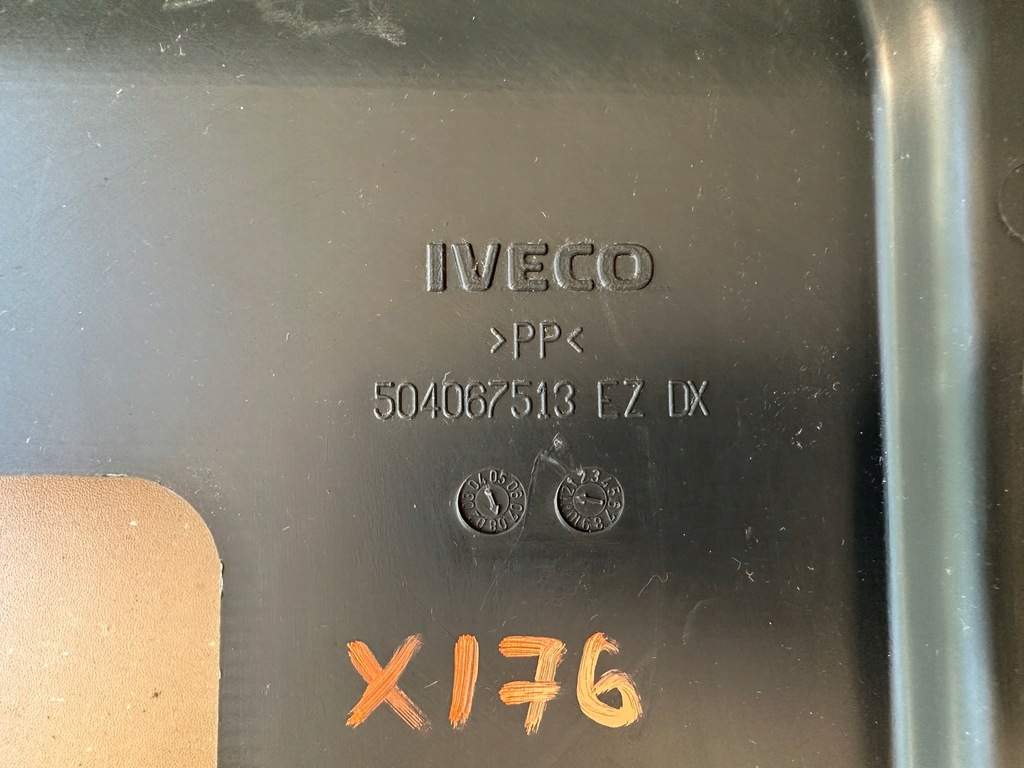 IVECO
>PP<
504067513 EZ DX
X176